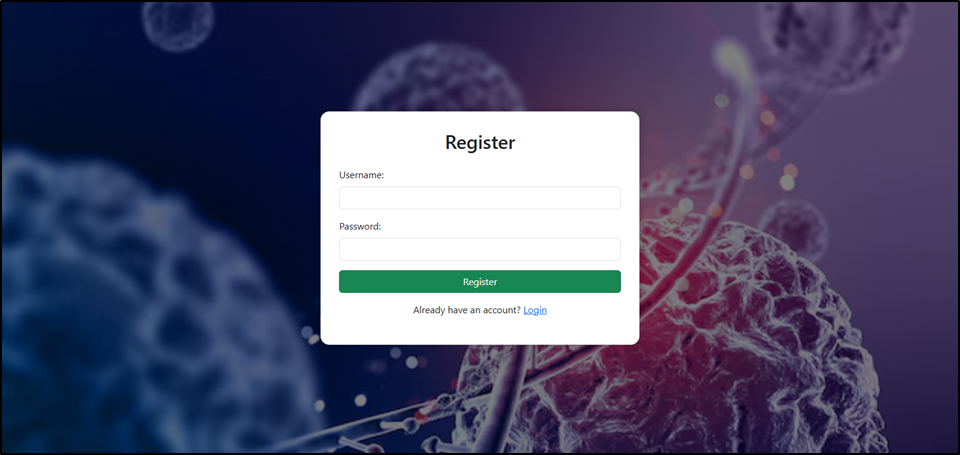 Register
Username:
Password:
Register
Already have an account? Login